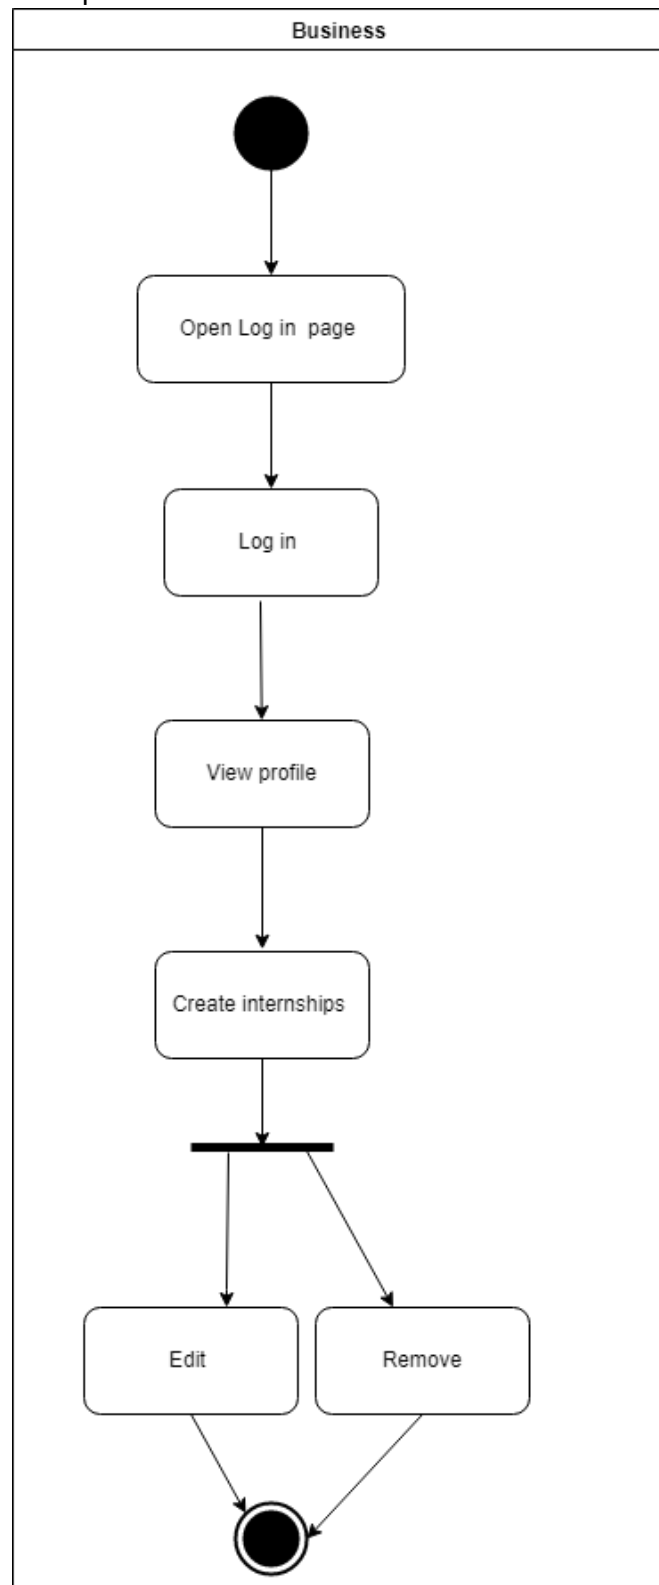 Business
Open Log in  page
Log in
View profile
Create internships
Edit
Remove